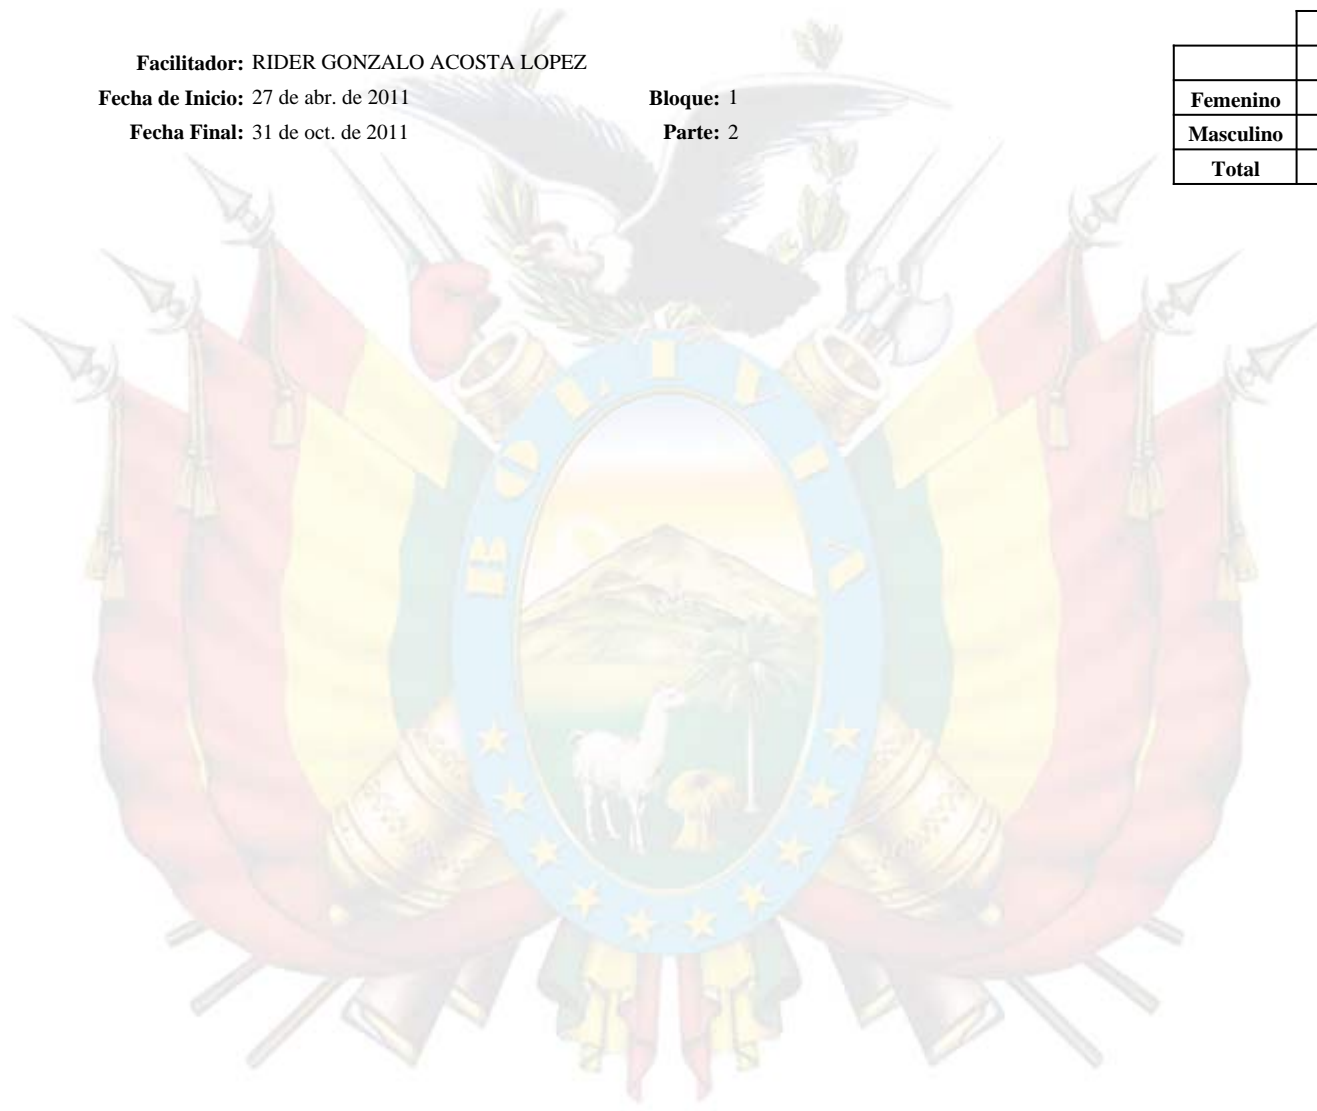 Facilitador: RIDER GONZALO ACOSTA LOPEZ
Fecha de Inicio: 27 de abr. de 2011 Bloque: 1
Fecha Final: 31 de oct. de 2011 Parte: 2
Femenino
Masculino
Total
BOLIVIA